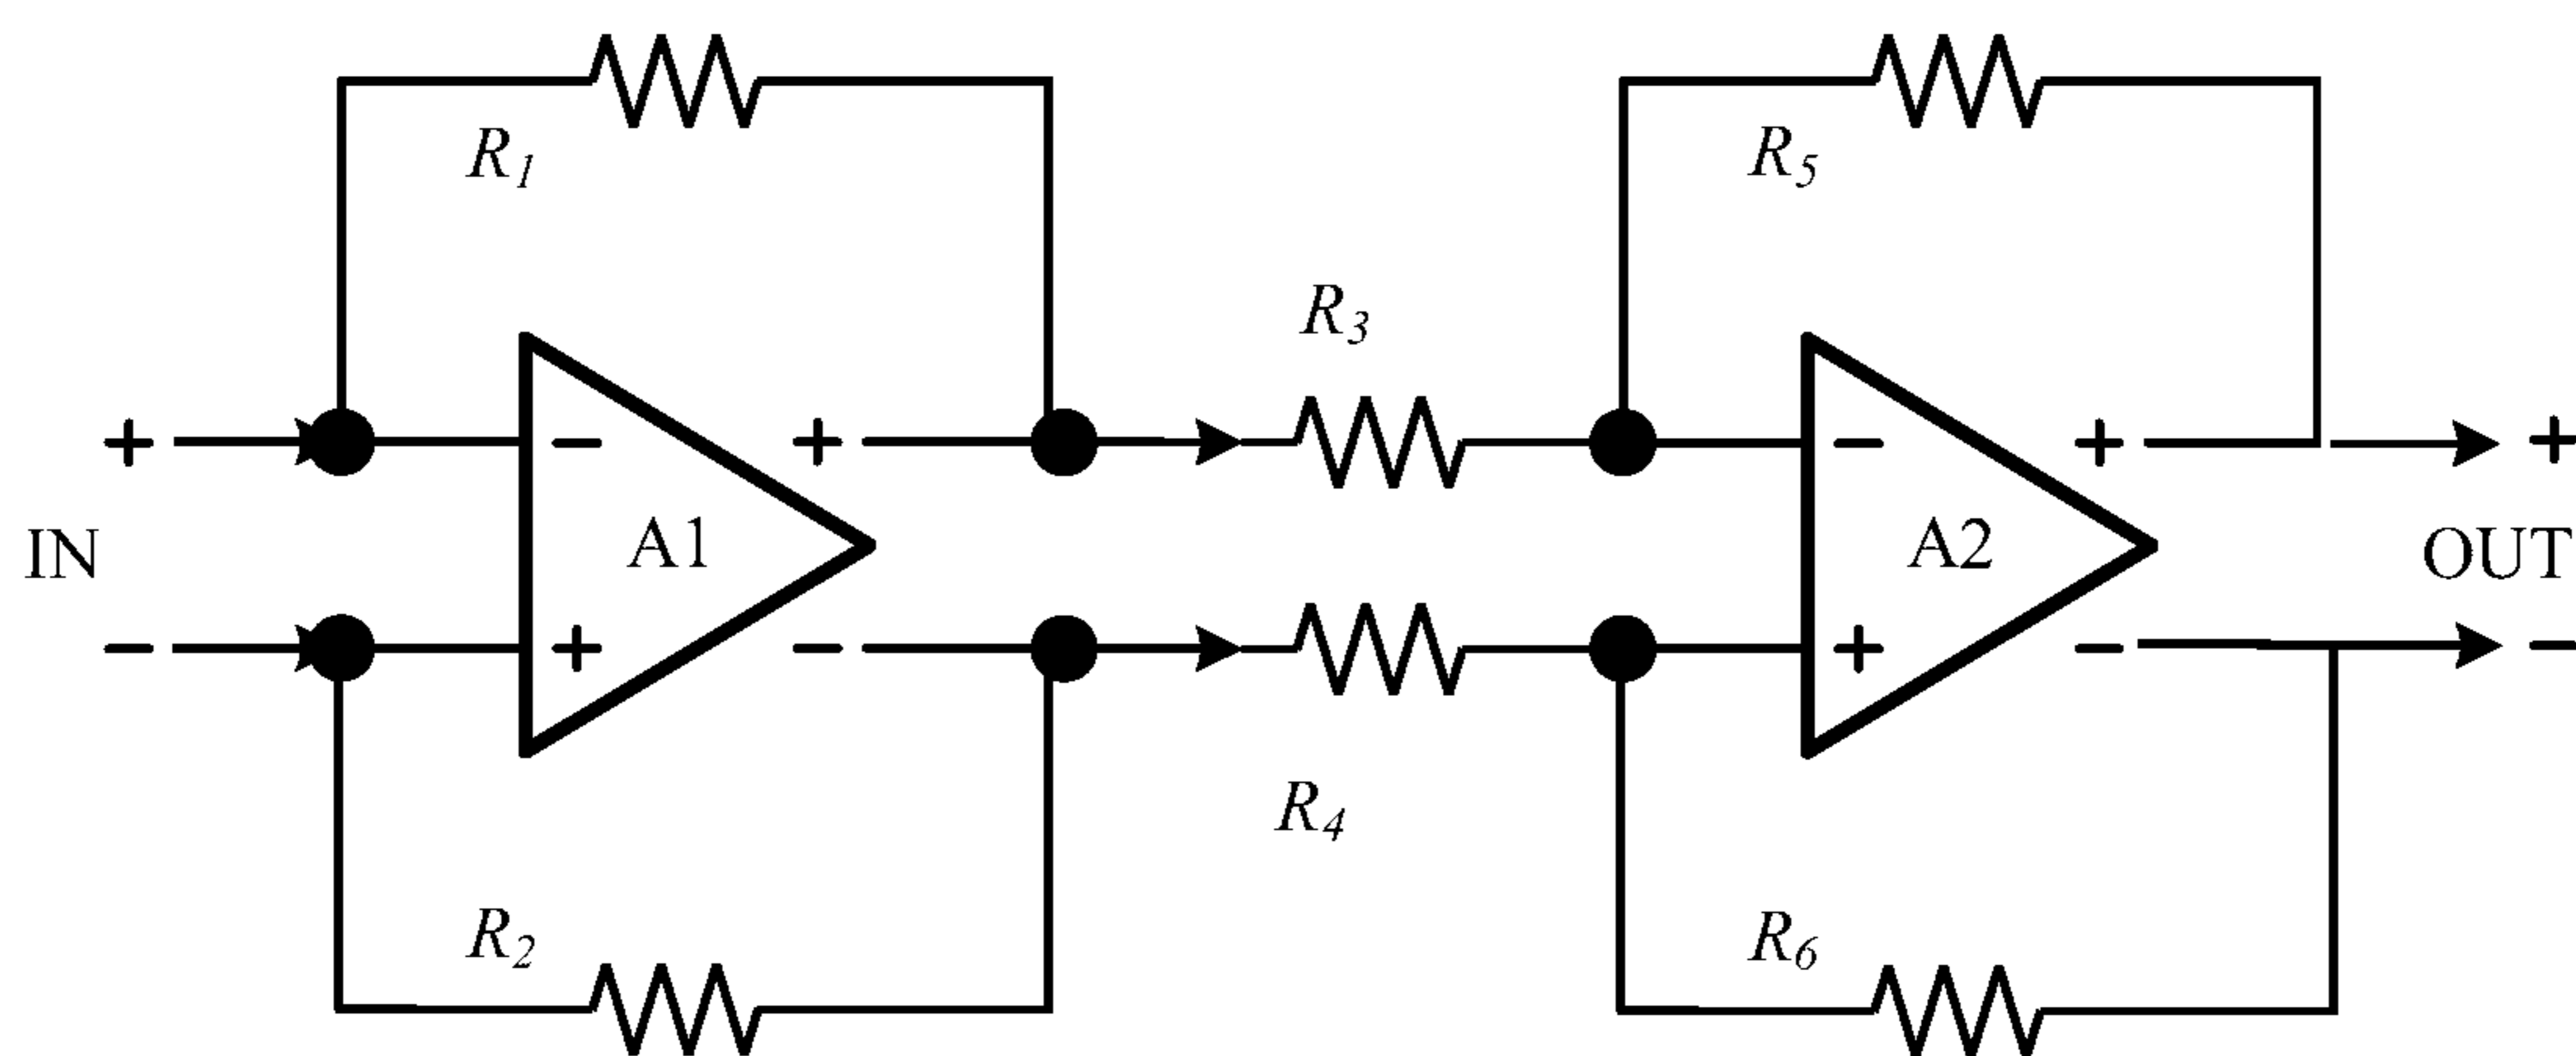 R1
R5
R3
+ − + − + +
IN A1 A2 OUT
− + − + − −
R4
R2
R6